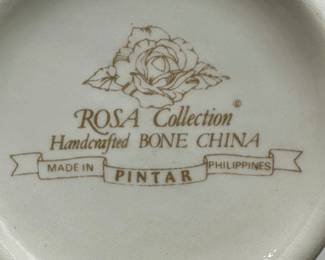 ROSA Collection ©
Handcrafted BONE CHINA
MADE IN PINTAR PHILIPPINES